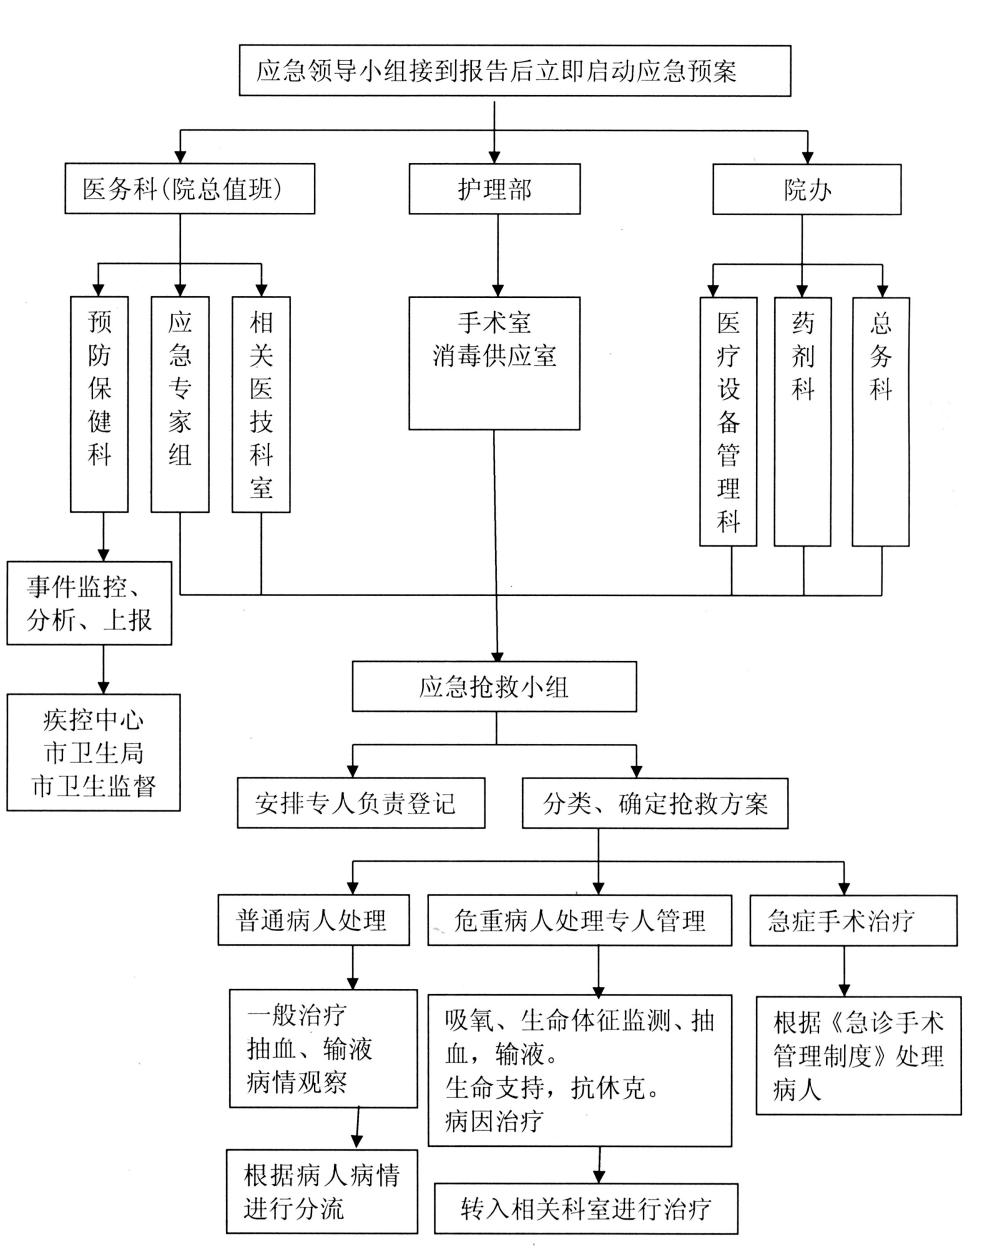 应急领导小组接到报告后立即启动应急预案
医务科(院总值班)
护理部
院办
预防保健科
应急专家组
相关医技科室
手术室
消毒供应室
医疗设备管理科
药剂科
总务科
事件监控、
分析、上报
疾控中心
市卫生局
市卫生监督
应急抢救小组
安排专人负责登记
分类、确定抢救方案
普通病人处理
危重病人处理专人管理
急症手术治疗
一般治疗
抽血、输液
病情观察
吸氧、生命体征监测、抽
血，输液。
生命支持，抗休克。
病因治疗
根据《急诊手术
管理制度》处理
病人
根据病人病情
进行分流
转入相关科室进行治疗